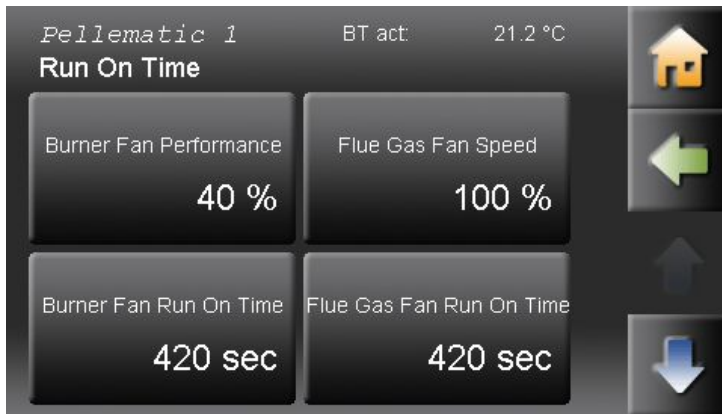 Pellematic 1 BT act: 21.2 °C
Run On Time
Burner Fan Performance
40 %
Flue Gas Fan Speed
100 %
Burner Fan Run On Time
420 sec
Flue Gas Fan Run On Time
420 sec